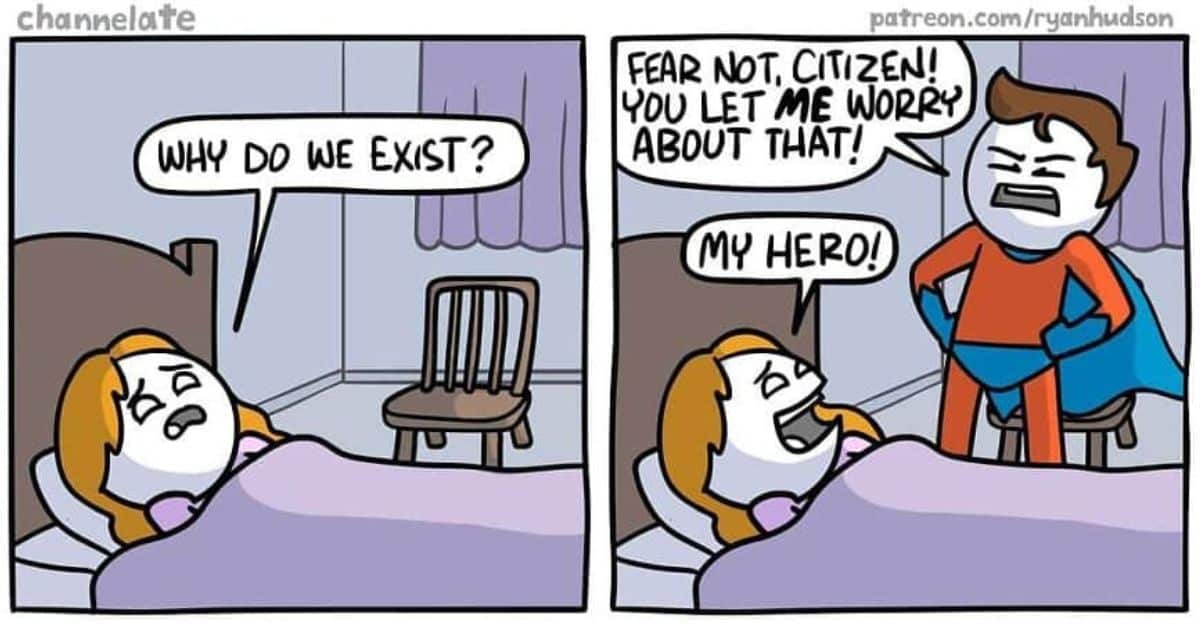 channelate
patreon.com/ryanhudson
WHY DO WE EXIST?
FEAR NOT, CITIZEN!
YOU LET ME WORRY
ABOUT THAT!
MY HERO!